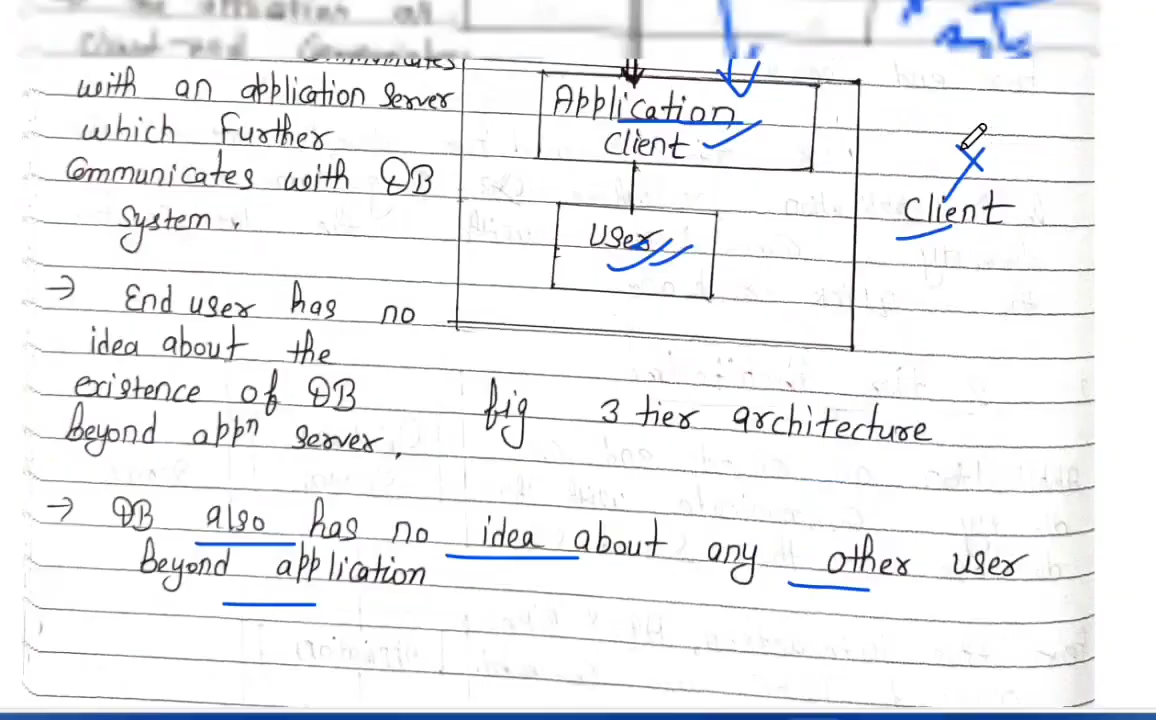 with an application server
which further
Communicates with DB
system.
→ End user has no
idea about the
existence of DB
beyond appⁿ server.
→ DB also has no idea about any other user
beyond application
Application
client
user
client
fig 3 tier architecture